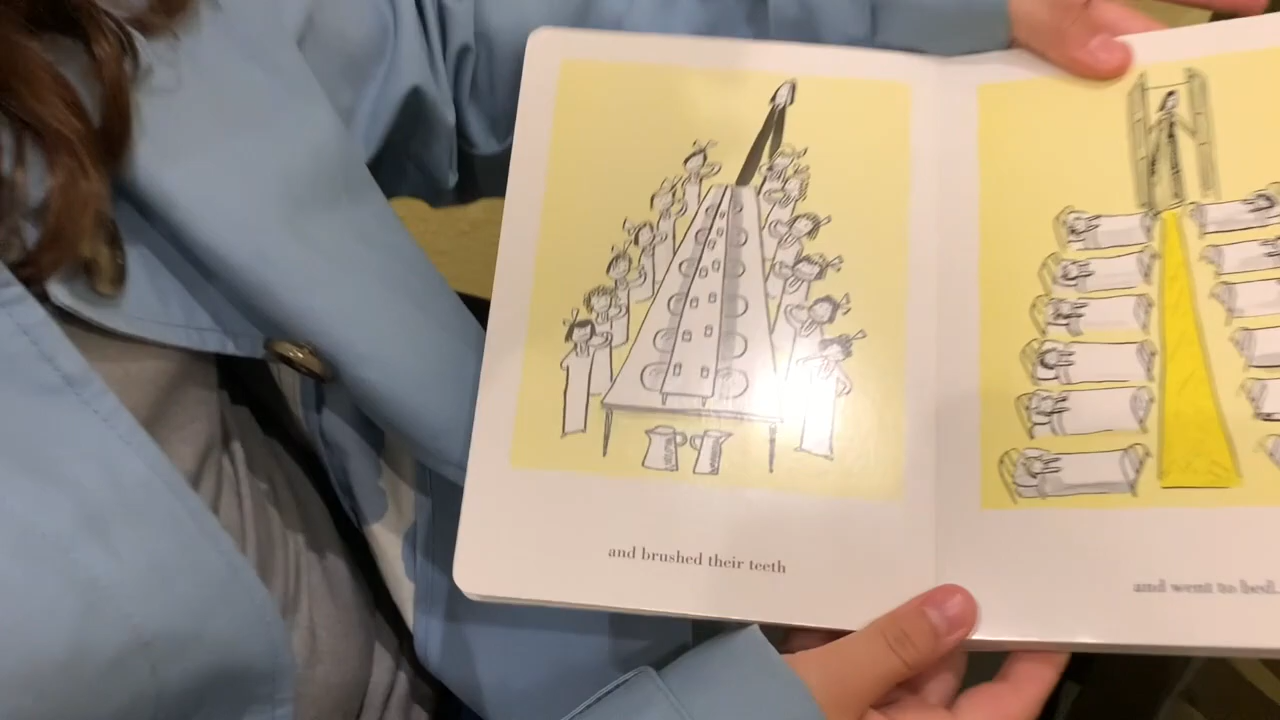 and brushed their teeth
and went to bed.